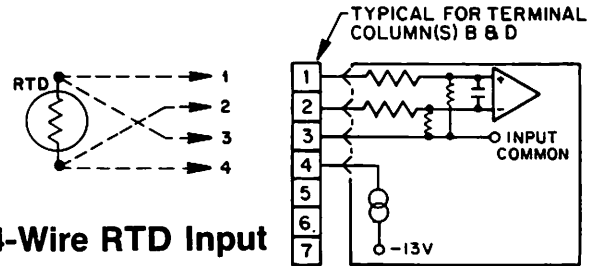 TYPICAL FOR TERMINAL
COLUMN(S) B & D
RTD
1
2
3
4
1
2
3
4
5
6.
7
+
-
INPUT
COMMON
-13V
-Wire RTD Input